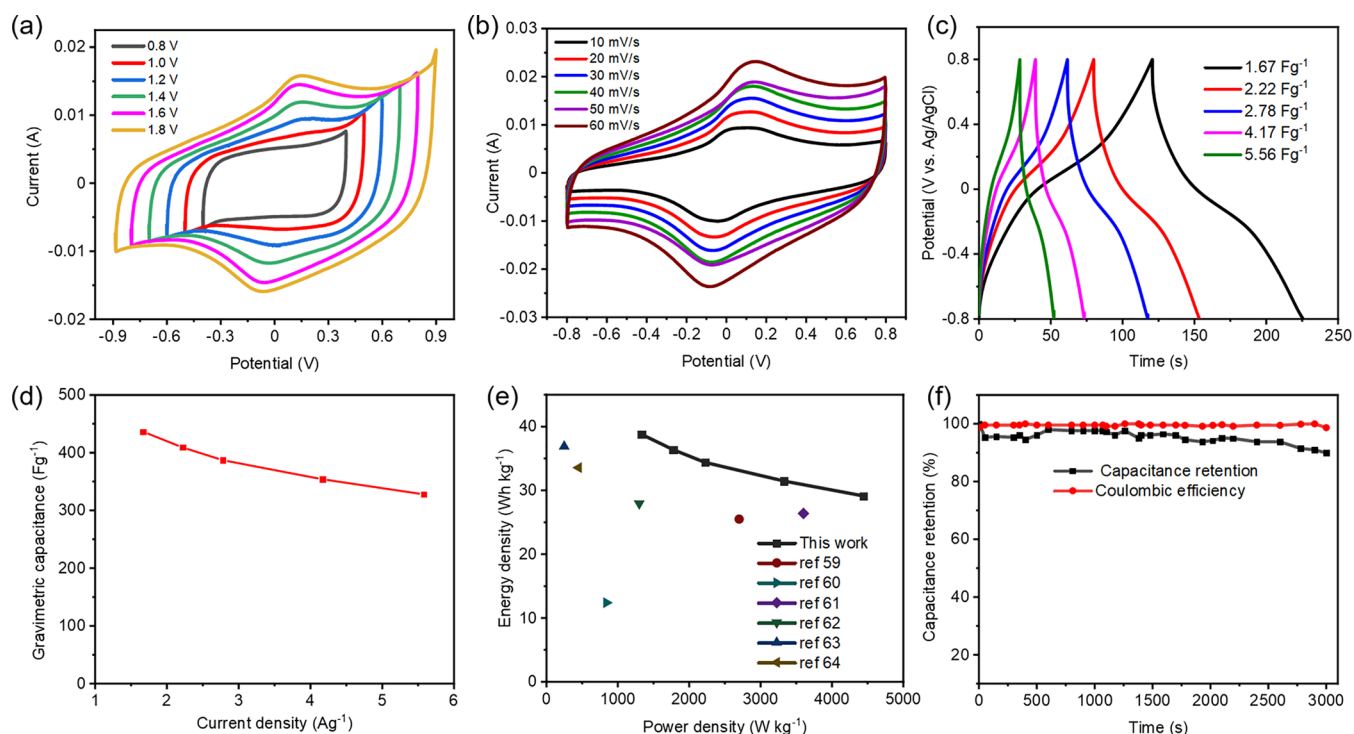 (a)
0.02
0.01
0
-0.01
-0.02
Current (A)
0.8 V
1.0 V
1.2 V
1.4 V
1.6 V
1.8 V
-0.9
-0.6
-0.3
0
0.3
0.6
0.9
Potential (V)
(b)
0.03
0.02
0.01
0
-0.01
-0.02
-0.03
Current (A)
10 mV/s
20 mV/s
30 mV/s
40 mV/s
50 mV/s
60 mV/s
-0.8
-0.6
-0.4
-0.2
0
0.2
0.4
0.6
0.8
Potential (V)
(c)
0.8
0.4
0
-0.4
-0.8
Potential (V vs. Ag/AgCl)
1.67 Fg⁻¹
2.22 Fg⁻¹
2.78 Fg⁻¹
4.17 Fg⁻¹
5.56 Fg⁻¹
0
50
100
150
200
250
Time (s)
(d)
500
450
400
350
300
250
200
150
100
50
0
Gravimetric capacitance (Fg⁻¹)
1
2
3
4
5
6
Current density (Ag⁻¹)
(e)
40
30
20
10
0
Energy density (Wh kg⁻¹)
This work
ref 59
ref 60
ref 61
ref 62
ref 63
ref 64
0
1000
2000
3000
4000
5000
Power density (W kg⁻¹)
(f)
100
80
60
40
20
Capacitance retention (%)
Capacitance retention
Coulombic efficiency
0
500
1000
1500
2000
2500
3000
Time (s)